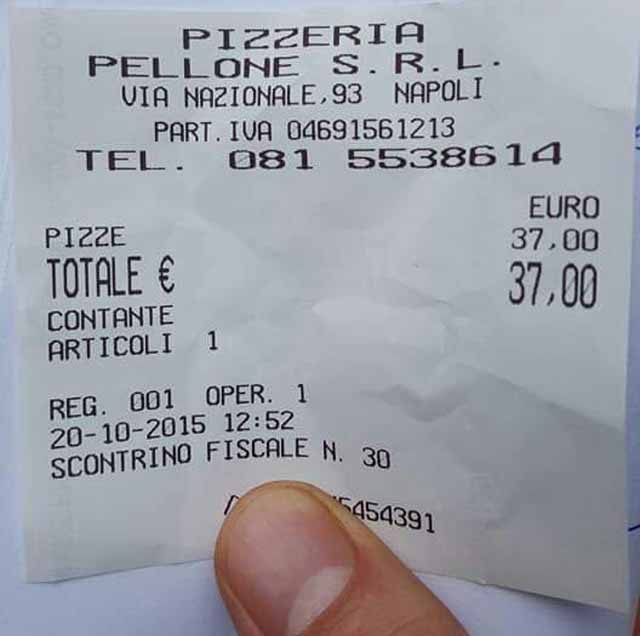 PIZZERIA
PELLONE S.R.L.
VIA NAZIONALE,93 NAPOLI
PART.IVA 04691561213
TEL. 081 5538614
EURO
PIZZE 37,00
TOTALE € 37,00
CONTANTE
ARTICOLI 1
REG. 001 OPER. 1
20-10-2015 12:52
SCONTRINO FISCALE N. 30
5454391